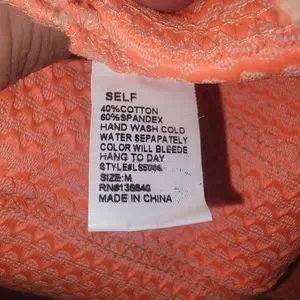 SELF
40%COTTON
60%SPANDEX
HAND WASH COLD
WATER SEPAPATELY
COLOR WILL BLEEDE
HANG TO DAY
SIZE:M
MADE IN CHINA